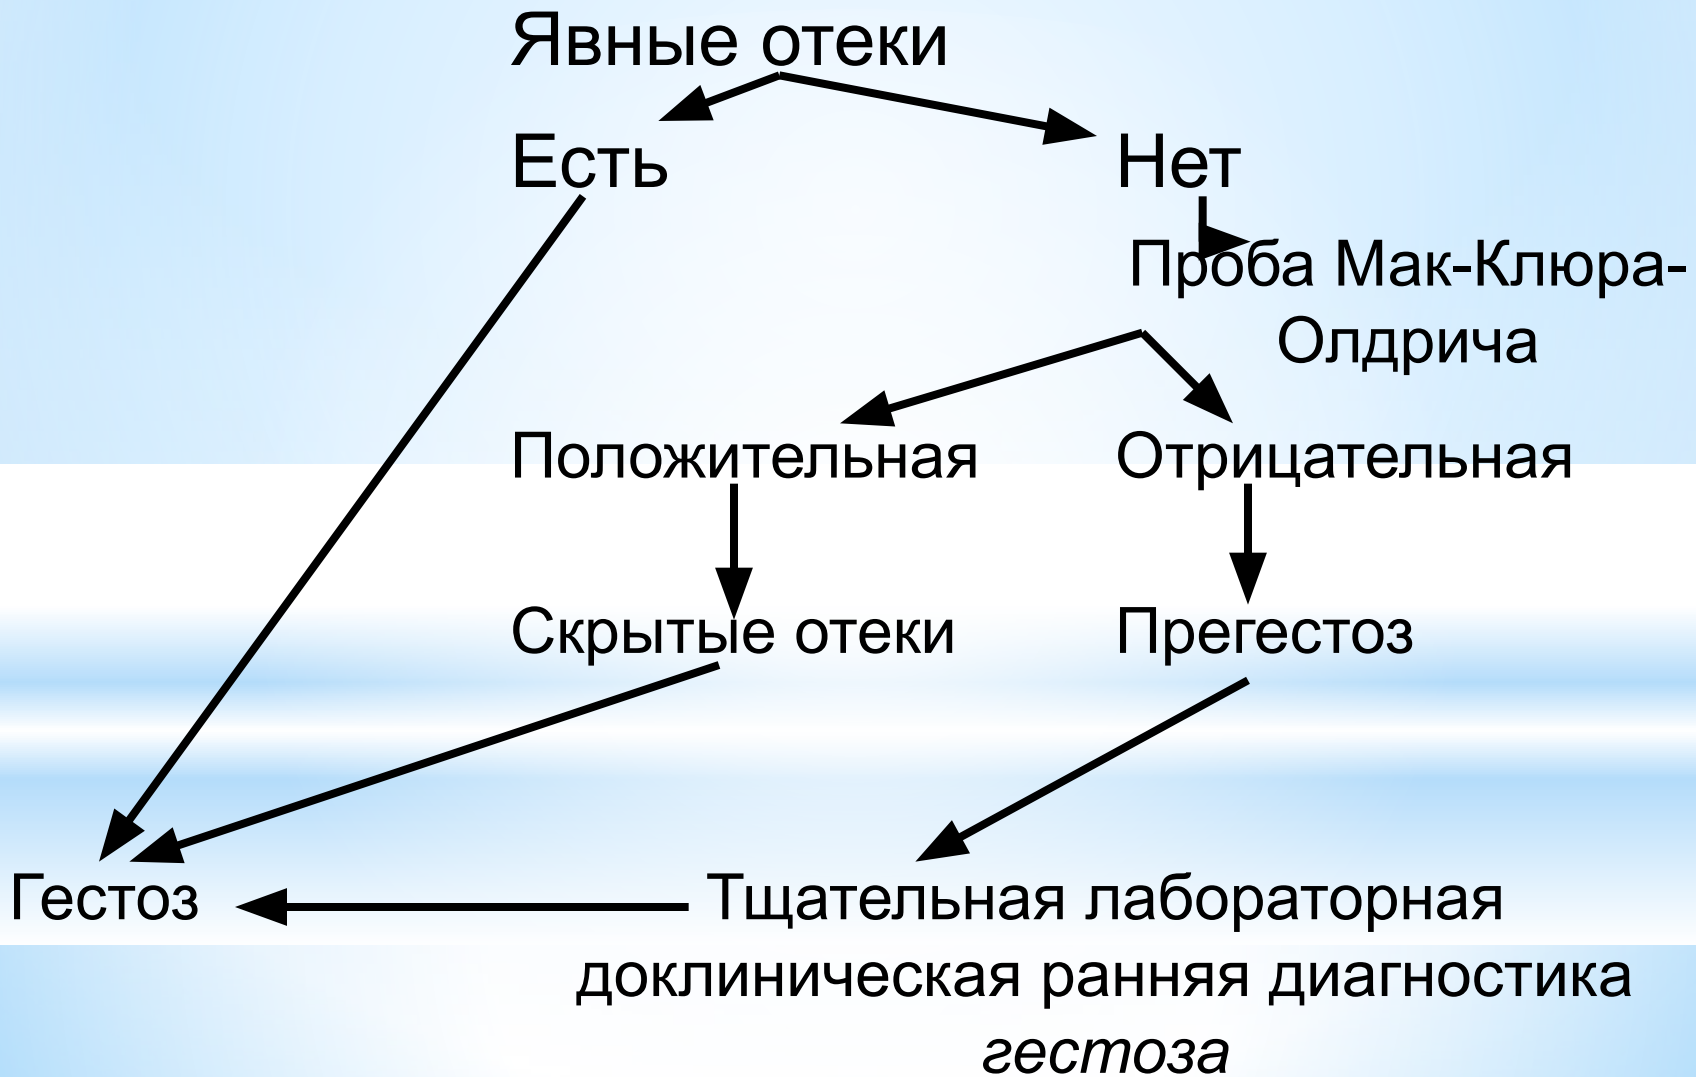 Явные отеки
Есть
Нет
Проба Мак-Клюра-
Олдрича
Положительная
Отрицательная
Скрытые отеки
Прегестоз
Гестоз
Тщательная лабораторная
доклиническая ранняя диагностика
гестоза